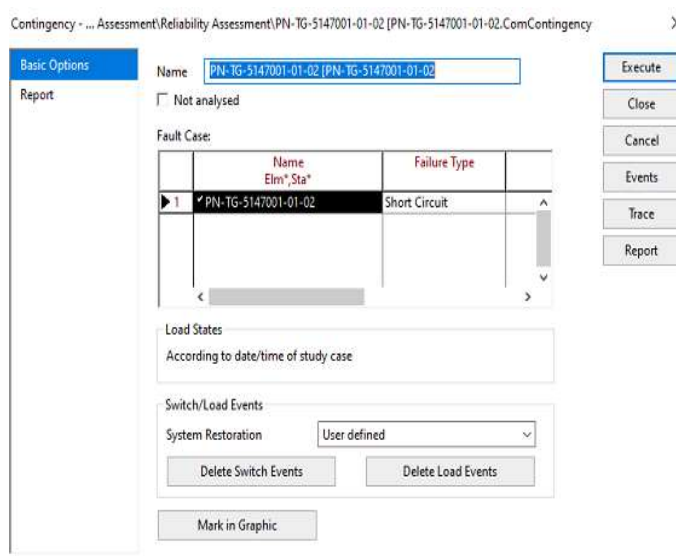 Contingency - ... Assessment\Reliability Assessment\PN-TG-5147001-01-02 [PN-TG-5147001-01-02.ComContingency
Basic Options
Report
Name PN-TG-5147001-01-02 [PN-TG-5147001-01-02
Not analysed
Fault Case:
Name Failure Type
Elm*,Sta*
1 PN-TG-5147001-01-02 Short Circuit
Load States
According to date/time of study case
Switch/Load Events
System Restoration User defined
Delete Switch Events Delete Load Events
Mark in Graphic
Execute
Close
Cancel
Events
Trace
Report